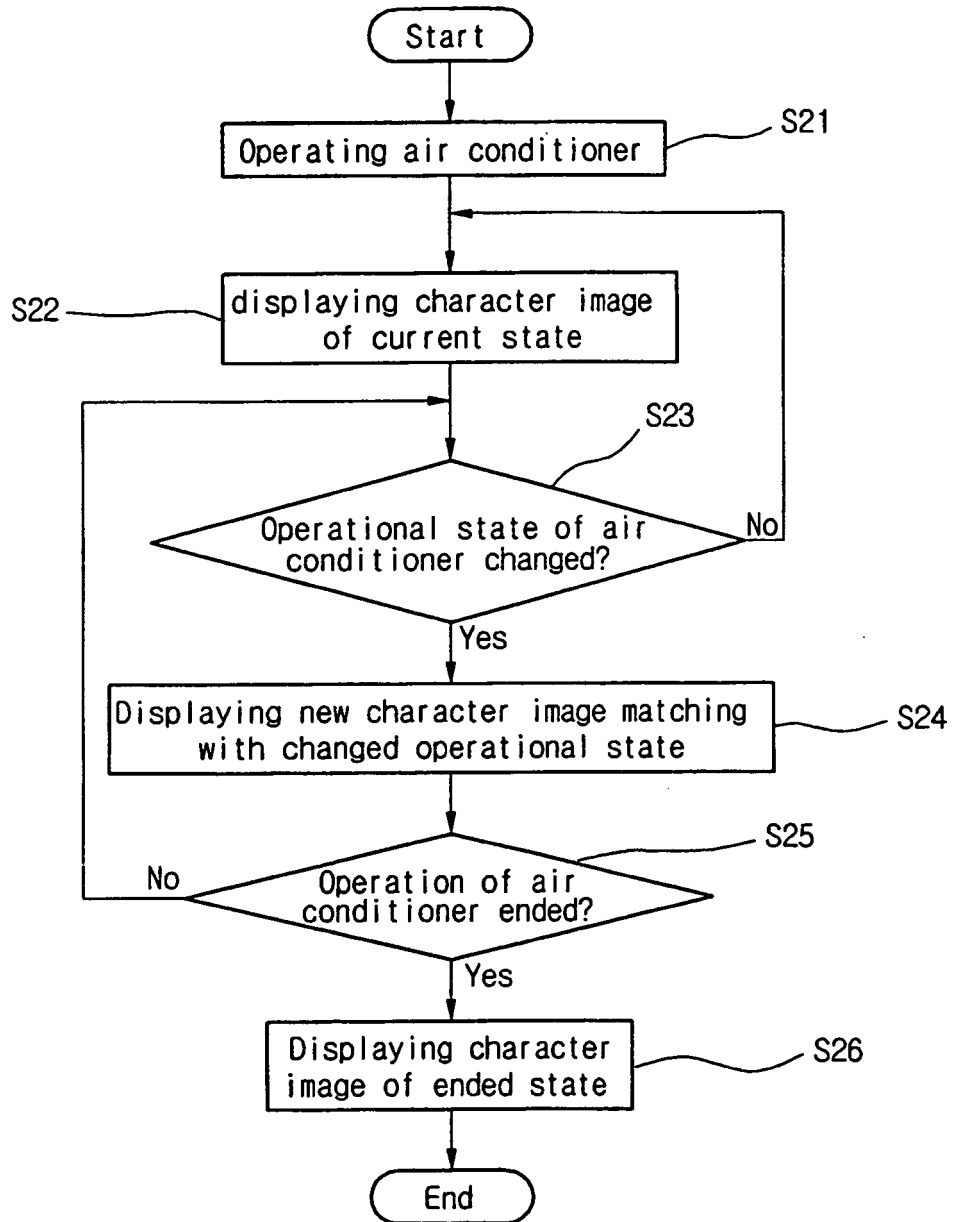 Start
S21
Operating air conditioner
S22
displaying character image
of current state
S23
Operational state of air
conditioner changed?
No
Yes
Displaying new character image matching
with changed operational state
S24
S25
No
Operation of air
conditioner ended?
Yes
Displaying character
image of ended state
S26
End